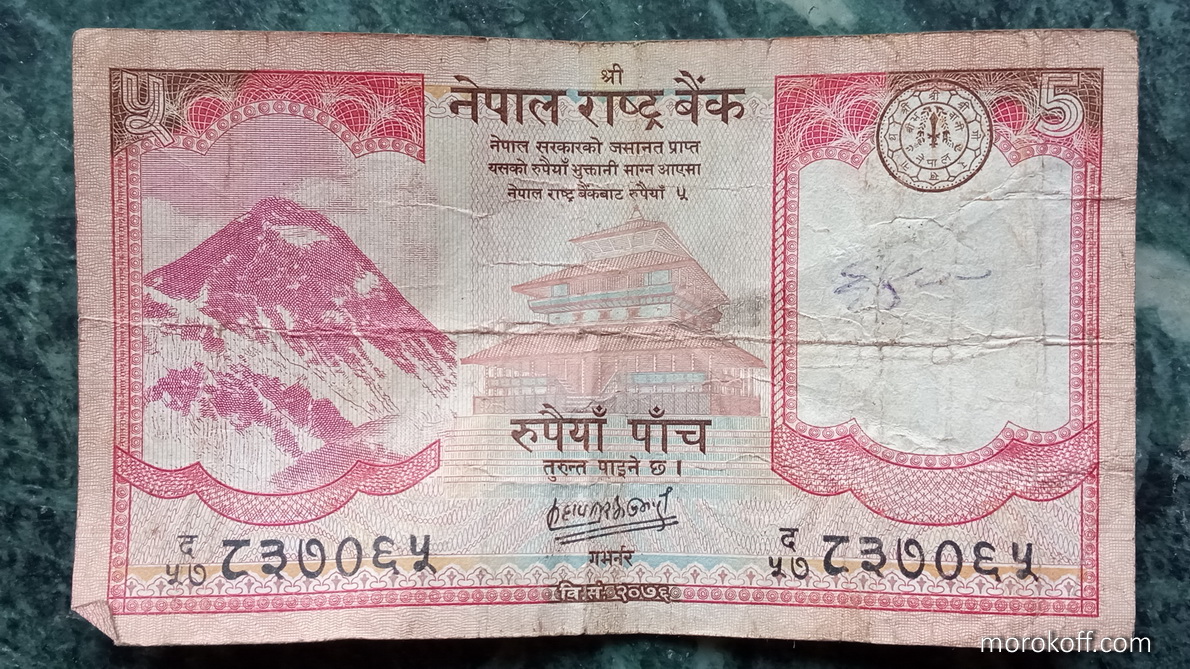 ५
श्री
नेपाल राष्ट्र बैंक
5
नेपाल सरकारको जमानत प्राप्त
यसको रुपैयाँ भुक्तानी माग्न आएमा
नेपाल राष्ट्र बैंकबाट रुपैयाँ ५
रुपैयाँ पाँच
तुरुन्त पाइने छ ।
द
५७ ८३७०६५
गभर्नर
द
५७ ८३७०६५
वि.सं. २०७६
morokoff.com